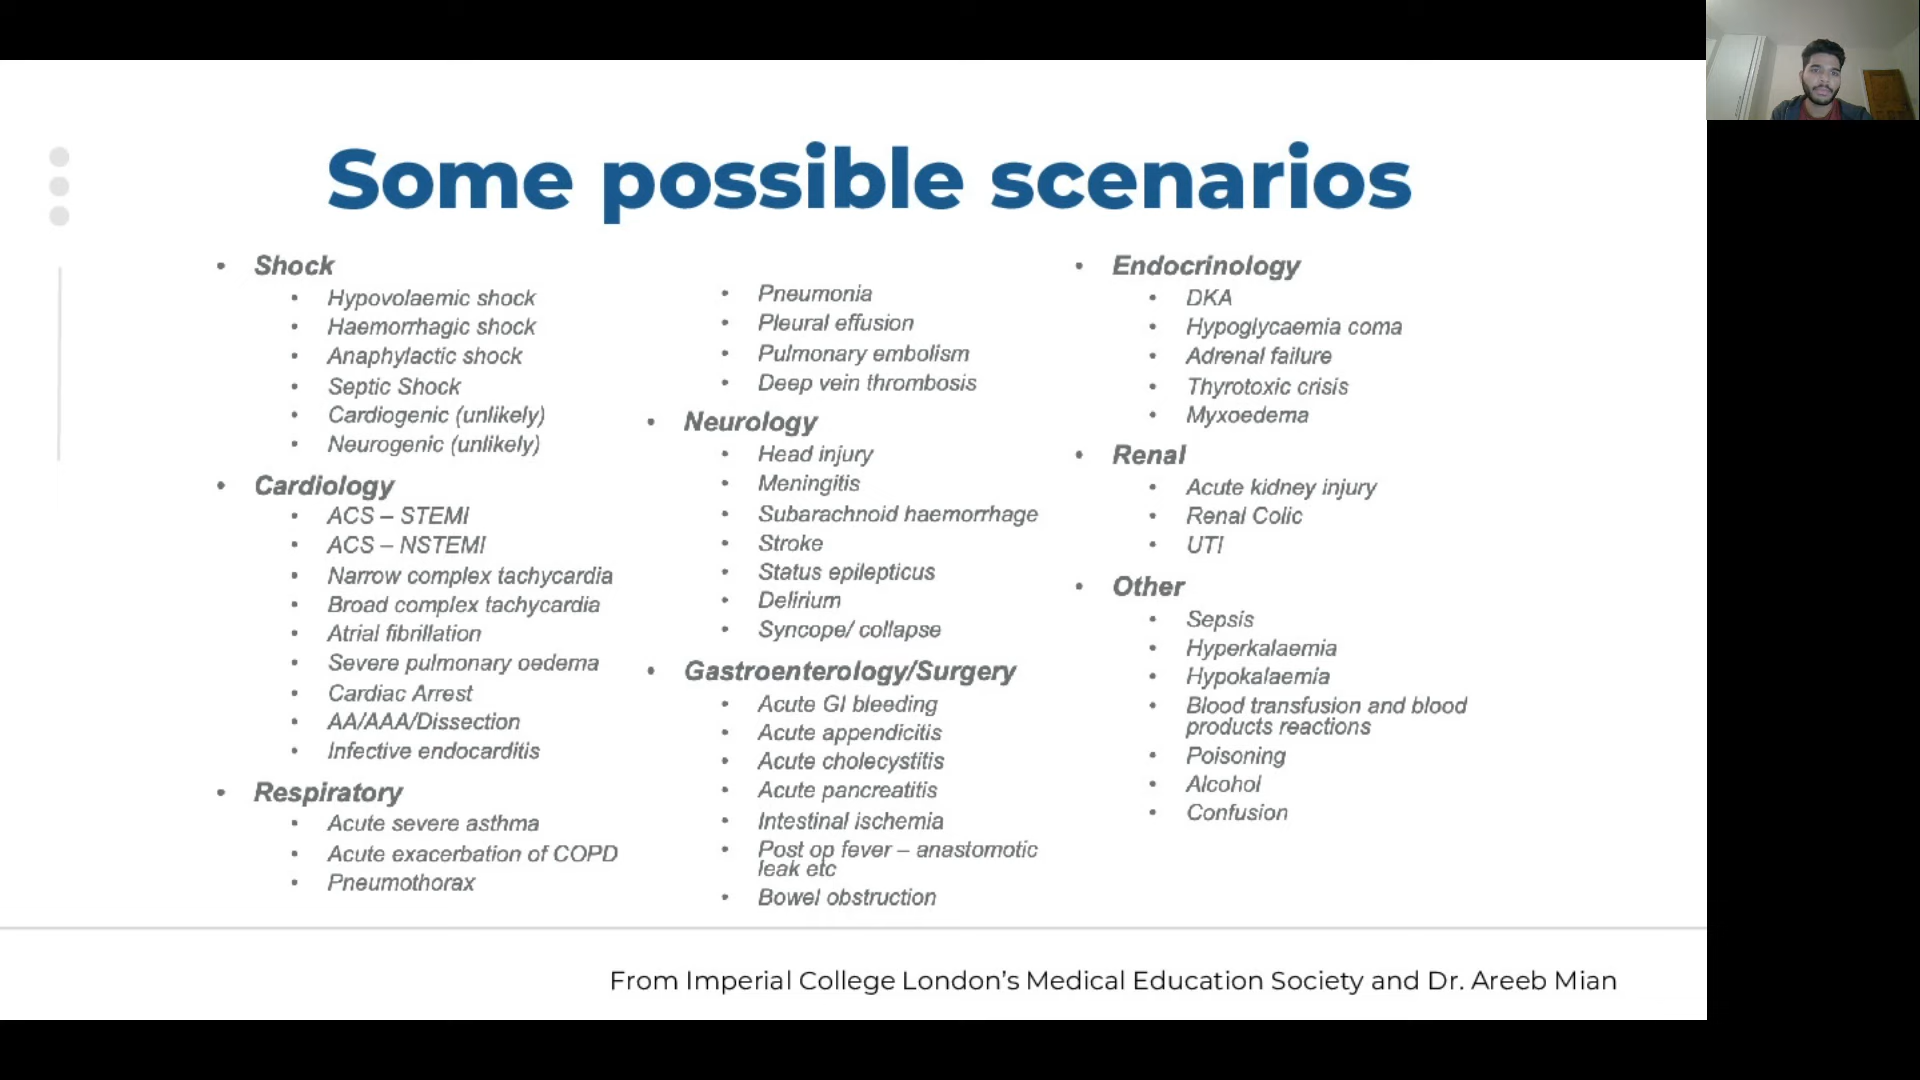 Some possible scenarios
• Shock
• Hypovolaemic shock
• Haemorrhagic shock
• Anaphylactic shock
• Septic Shock
• Cardiogenic (unlikely)
• Neurogenic (unlikely)
• Cardiology
• ACS – STEMI
• ACS – NSTEMI
• Narrow complex tachycardia
• Broad complex tachycardia
• Atrial fibrillation
• Severe pulmonary oedema
• Cardiac Arrest
• AA/AAA/Dissection
• Infective endocarditis
• Respiratory
• Acute severe asthma
• Acute exacerbation of COPD
• Pneumothorax
• Pneumonia
• Pleural effusion
• Pulmonary embolism
• Deep vein thrombosis
• Neurology
• Head injury
• Meningitis
• Subarachnoid haemorrhage
• Stroke
• Status epilepticus
• Delirium
• Syncope/ collapse
• Gastroenterology/Surgery
• Acute GI bleeding
• Acute appendicitis
• Acute cholecystitis
• Acute pancreatitis
• Intestinal ischemia
• Post op fever – anastomotic
leak etc
• Bowel obstruction
• Endocrinology
• DKA
• Hypoglycaemia coma
• Adrenal failure
• Thyrotoxic crisis
• Myxoedema
• Renal
• Acute kidney injury
• Renal Colic
• UTI
• Other
• Sepsis
• Hyperkalaemia
• Hypokalaemia
• Blood transfusion and blood
products reactions
• Poisoning
• Alcohol
• Confusion
From Imperial College London's Medical Education Society and Dr. Areeb Mian